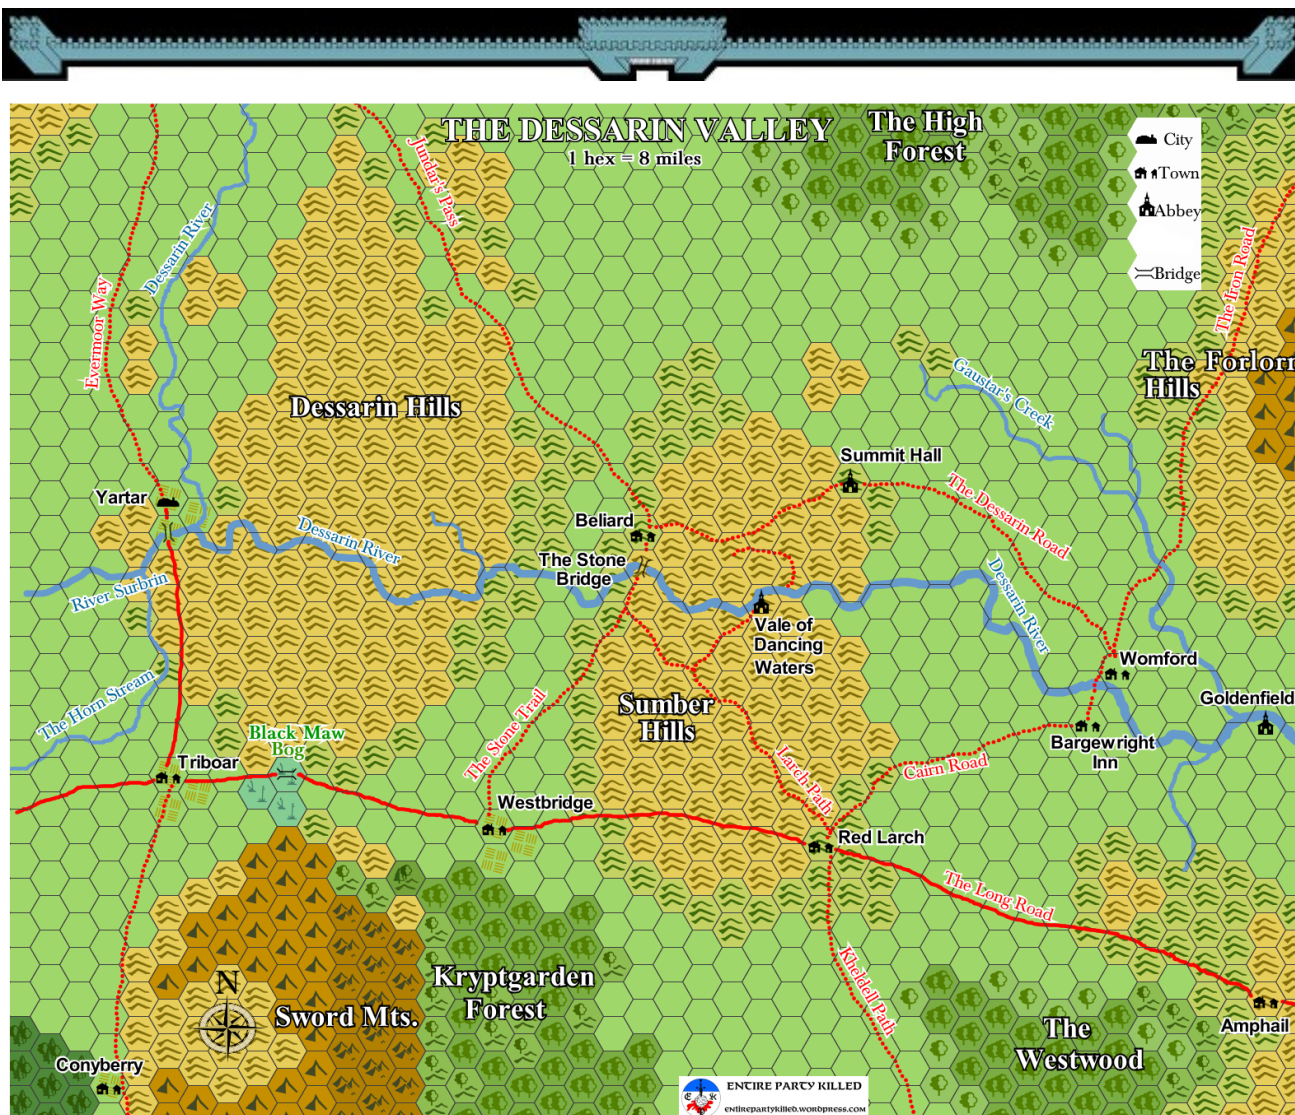 THE DESSARIN VALLEY
1 hex = 8 miles
The High
Forest
City
Town
Abbey
Bridge
Jundar's Pass
Dessarin River
Evermoor Way
The Iron Road
The Forlorn
Hills
Gaustar's Creek
Dessarin Hills
Summit Hall
The Dessarin Road
Yartar
Beliard
Dessarin River
The Stone
Bridge
River Surbrin
Dessarin River
Vale of
Dancing
Waters
Womford
The Horn Stream
Goldenfield
The Stone Trail
Sumber
Hills
Black Maw
Bog
Bargewright
Inn
Triboar
Larch Path
Cairn Road
Westbridge
Red Larch
The Long Road
Kheldell Path
Kryptgarden
Forest
N
Sword Mts.
The
Westwood
Amphail
Conyberry
E K
ENTIRE PARTY KILLED
entirepartykilled.wordpress.com